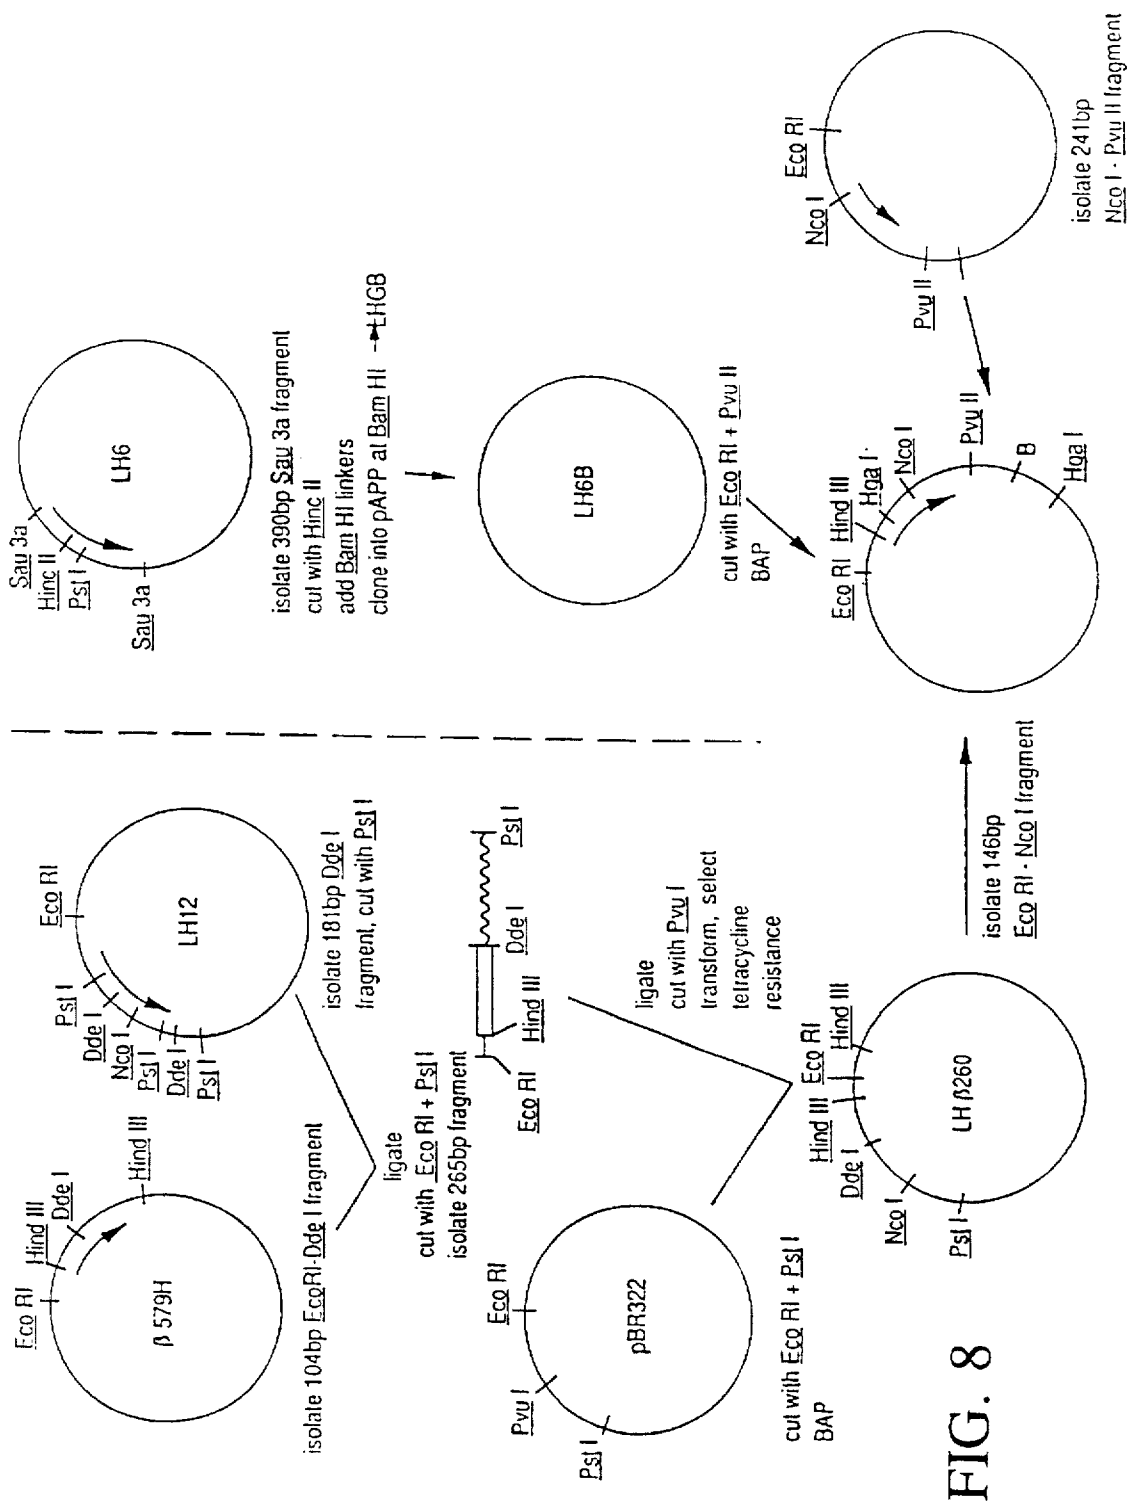 Eco RI
Hind III
Dde I
Hind III
β 579H
isolate 104bp EcoRI-Dde I fragment
Eco RI
Pst I
Dde I
Nco I
Pst I
Dde I
Pst I
LH12
isolate 181bp Dde I
fragment, cut with Pst I
ligate
cut with Eco RI + Pst I
isolate 265bp fragment
Eco RI
Hind III
Dde I
Pst I
Eco RI
Pvu I
Pst I
pBR322
cut with Eco RI + Pst I
BAP
ligate
cut with Pvu I
transform, select
tetracycline
resistance
Hind III
Eco RI
Hind III
Dde I
Nco I
Pst I
LH β260
isolate 146bp
Eco RI - Nco I fragment
Sau 3a
Hinc II
Pst I
Sau 3a
LH6
isolate 390bp Sau 3a fragment
cut with Hinc II
add Bam HI linkers
clone into pAPP at Bam HI → LHGB
LH6B
cut with Eco RI + Pvu II
BAP
Eco RI
Hind III
Hga I
Nco I
Pvu II
B
Hga I
Eco RI
Nco I
Pvu II
isolate 241bp
Nco I - Pvu II fragment
FIG. 8